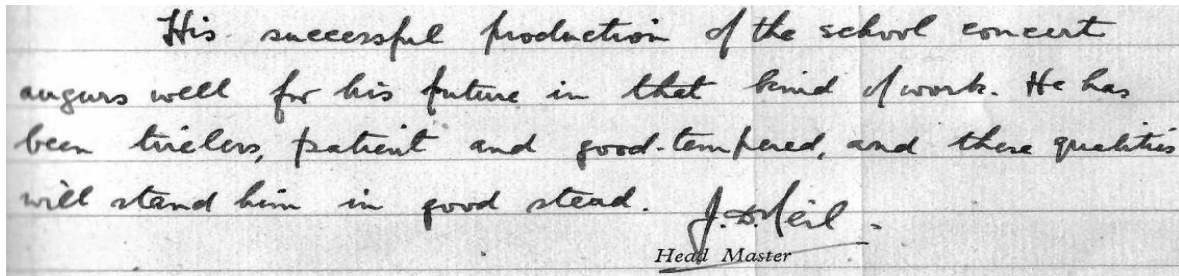 His successful production of the school concert
augurs well for his future in that kind of work. He has
been tireless, patient and good-tempered, and these qualities
will stand him in good stead. J. D. Neil.
Head Master